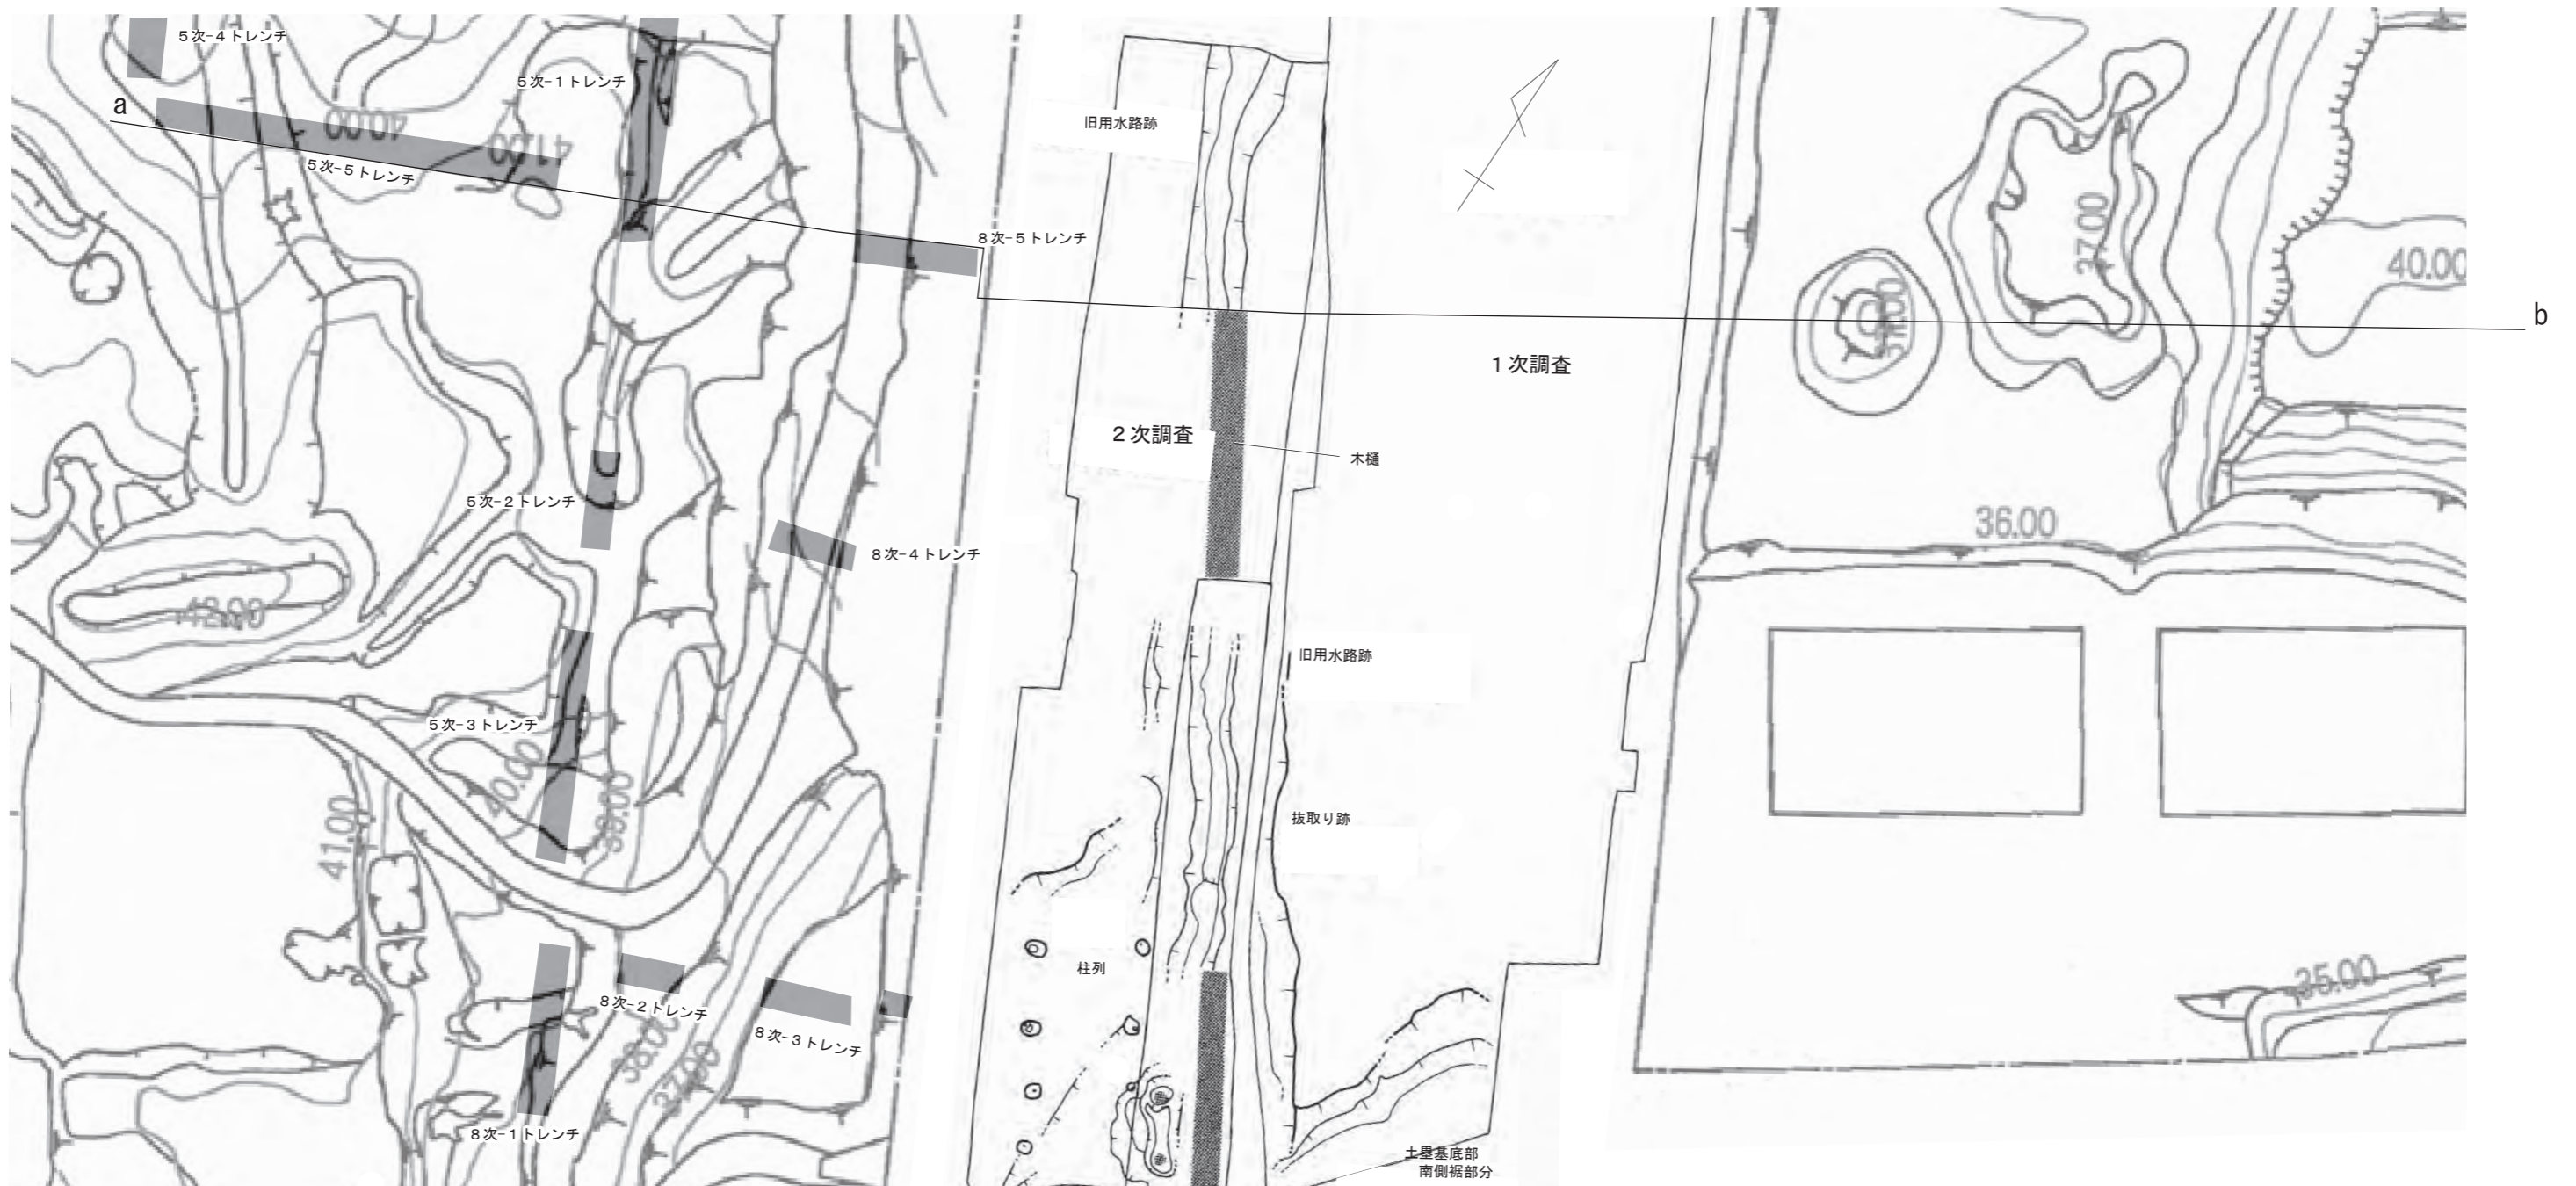 5次-4トレンチ
5次-1トレンチ
a
40.00
41.00
5次-5トレンチ
旧用水路跡
8次-5トレンチ
37.00
40.00
b
1次調査
2次調査
木樋
5次-2トレンチ
8次-4トレンチ
36.00
42.00
旧用水路跡
5次-3トレンチ
40.00
39.00
41.00
抜取り跡
柱列
8次-2トレンチ
8次-3トレンチ
38.00
37.00
35.00
8次-1トレンチ
土塁基底部
南側裾部分